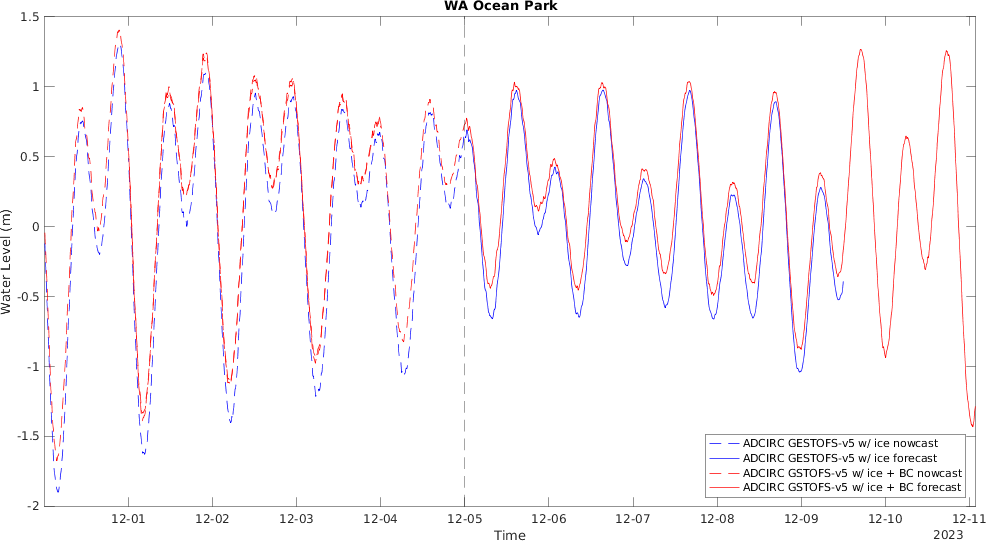 WA Ocean Park
1.5
1
0.5
0
-0.5
-1
-1.5
-2
Water Level (m)
12-01 12-02 12-03 12-04 12-05 12-06 12-07 12-08 12-09 12-10 12-11
Time
2023
ADCIRC GESTOFS-v5 w/ ice nowcast
ADCIRC GESTOFS-v5 w/ ice forecast
ADCIRC GSTOFS-v5 w/ ice + BC nowcast
ADCIRC GSTOFS-v5 w/ ice + BC forecast